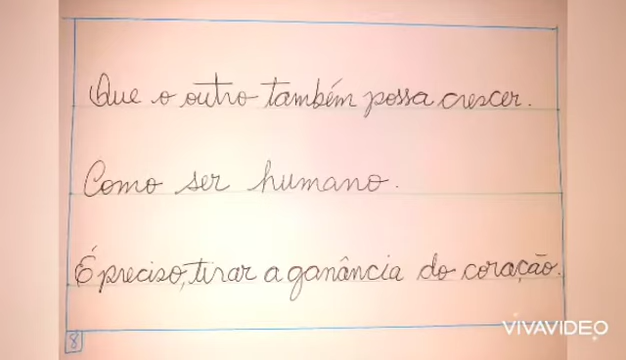 Que o outro também possa crescer.
Como ser humano.
É preciso, tirar a ganância do coração.
8
VIVAVIDEO